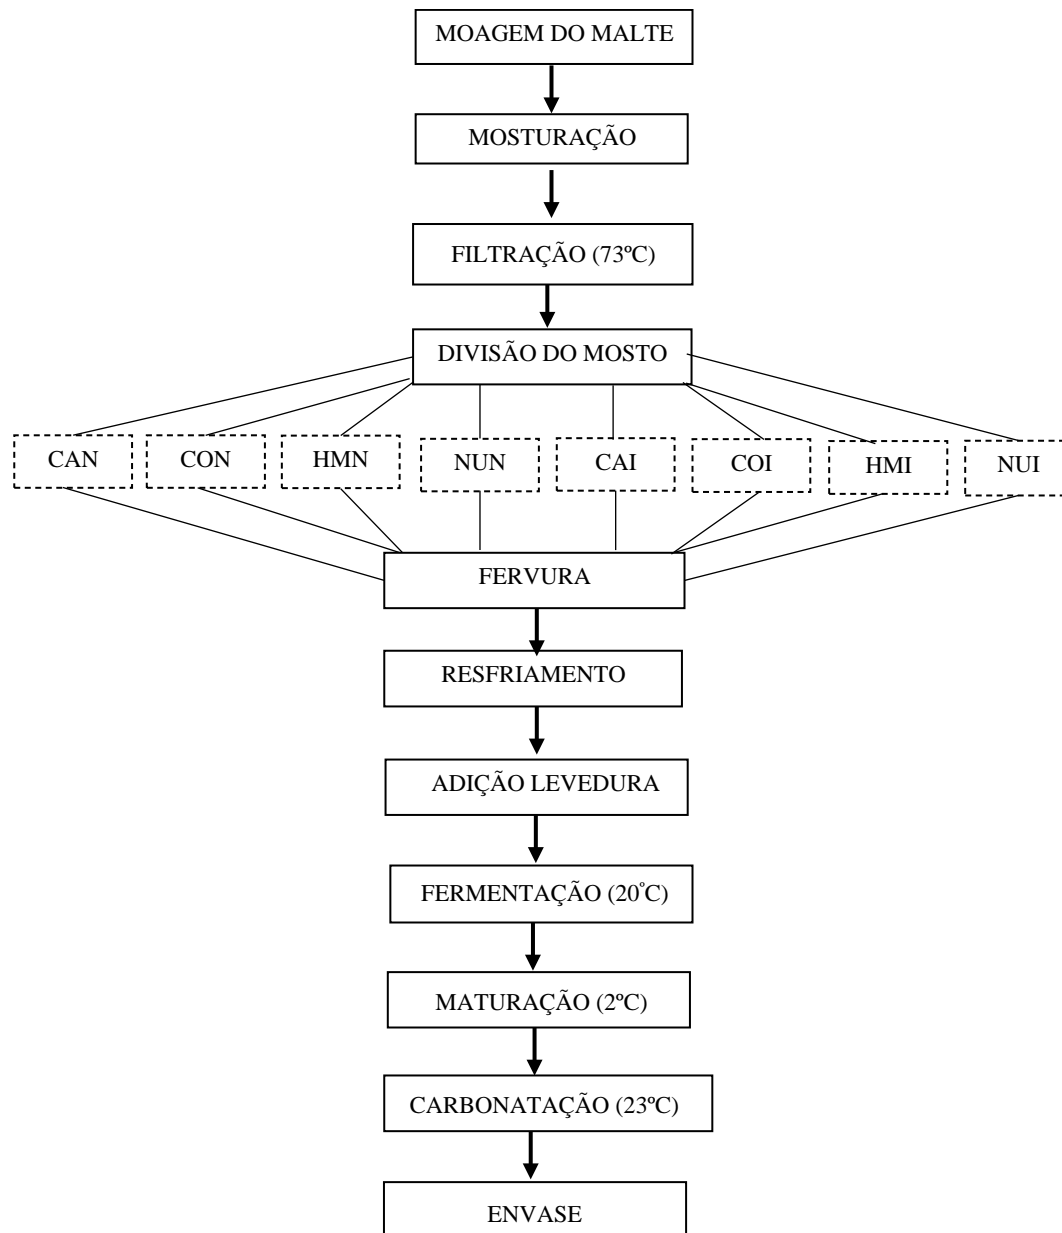 MOAGEM DO MALTE
MOSTURAÇÃO
FILTRAÇÃO (73ºC)
DIVISÃO DO MOSTO
CAN
CON
HMN
NUN
CAI
COI
HMI
NUI
FERVURA
RESFRIAMENTO
ADIÇÃO LEVEDURA
FERMENTAÇÃO (20°C)
MATURAÇÃO (2ºC)
CARBONATAÇÃO (23ºC)
ENVASE